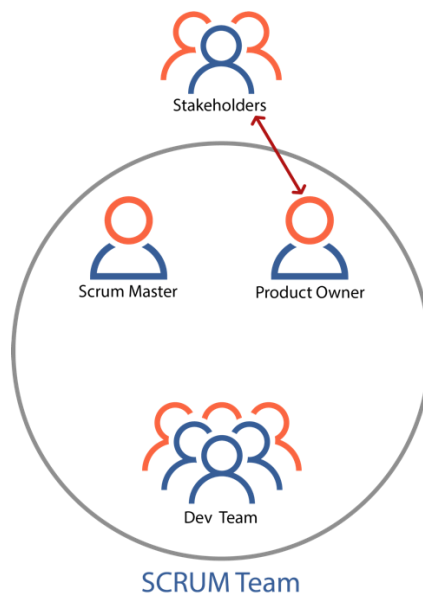 Stakeholders
Scrum Master
Product Owner
Dev Team
SCRUM Team